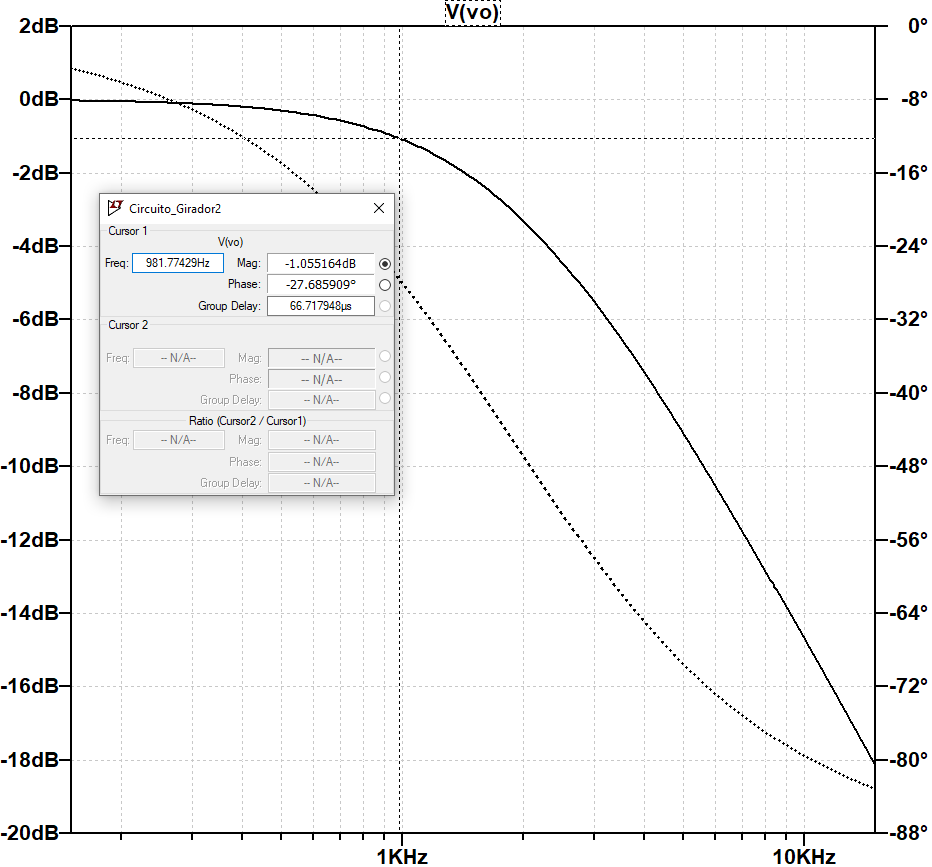 V(vo)
2dB 0°
0dB -8°
-2dB -16°
-4dB -24°
-6dB -32°
-8dB -40°
-10dB -48°
-12dB -56°
-14dB -64°
-16dB -72°
-18dB -80°
-20dB -88°
1KHz 10KHz
Circuito_Girador2
Cursor 1
V(vo)
Freq: 981.77429Hz Mag: -1.055164dB
Phase: -27.685909°
Group Delay: 66.717948µs
Cursor 2
Freq: -- N/A-- Mag: -- N/A--
Phase: -- N/A--
Group Delay: -- N/A--
Ratio (Cursor2 / Cursor1)
Freq: -- N/A-- Mag: -- N/A--
Phase: -- N/A--
Group Delay: -- N/A--